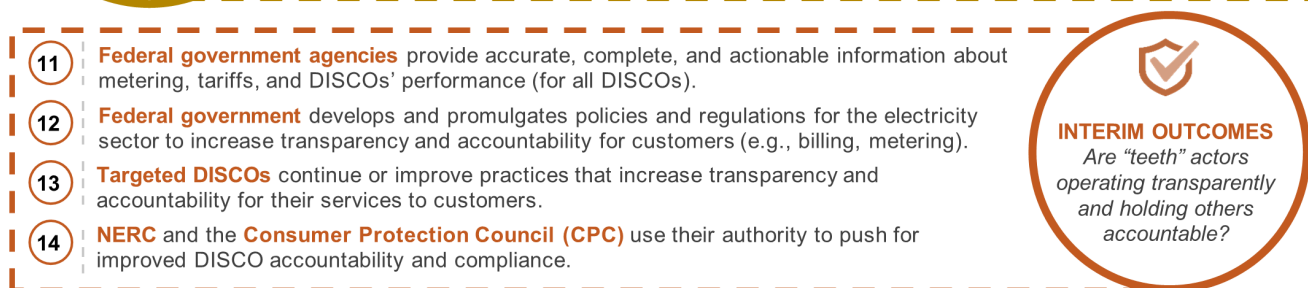 11
Federal government agencies provide accurate, complete, and actionable information about
metering, tariffs, and DISCOs’ performance (for all DISCOs).
12
Federal government develops and promulgates policies and regulations for the electricity
sector to increase transparency and accountability for customers (e.g., billing, metering).
13
Targeted DISCOs continue or improve practices that increase transparency and
accountability for their services to customers.
14
NERC and the Consumer Protection Council (CPC) use their authority to push for
improved DISCO accountability and compliance.
INTERIM OUTCOMES
Are “teeth” actors
operating transparently
and holding others
accountable?